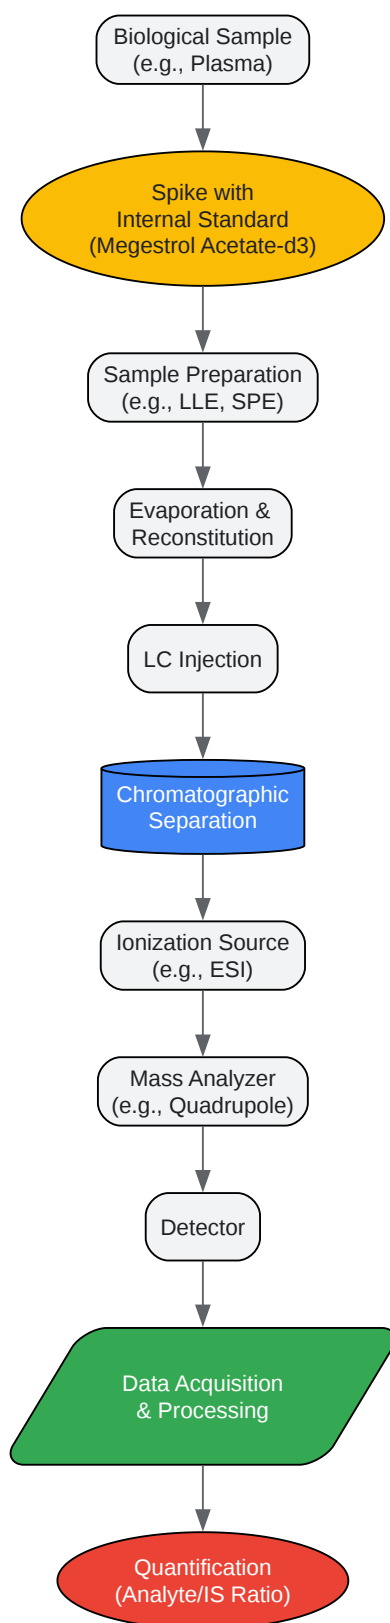 Biological Sample
(e.g., Plasma)
Spike with
Internal Standard
(Megestrol Acetate-d3)
Sample Preparation
(e.g., LLE, SPE)
Evaporation &
Reconstitution
LC Injection
Chromatographic
Separation
Ionization Source
(e.g., ESI)
Mass Analyzer
(e.g., Quadrupole)
Detector
Data Acquisition
& Processing
Quantification
(Analyte/IS Ratio)